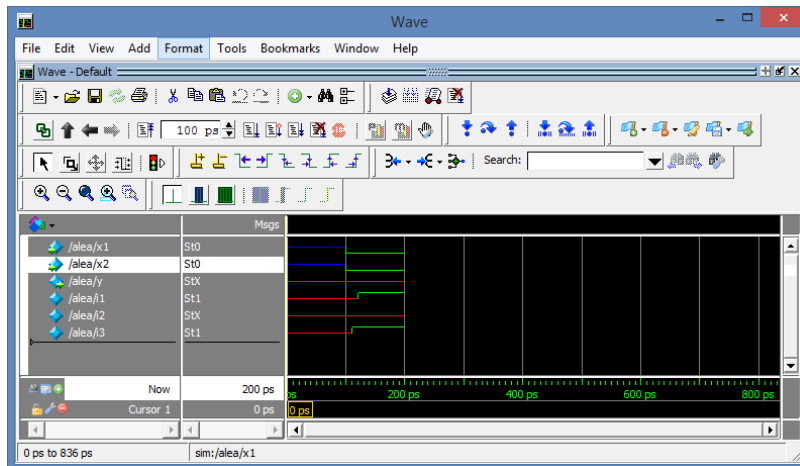 Wave
File Edit View Add Format Tools Bookmarks Window Help
Wave - Default
100 ps
Search:
Msgs
/alea/x1 St0
/alea/x2 St0
/alea/y StX
/alea/i1 St1
/alea/i2 StX
/alea/i3 St1
Now 200 ps ps 200 ps 400 ps 600 ps 800 ps
Cursor 1 0 ps 0 ps
0 ps to 836 ps sim:/alea/x1